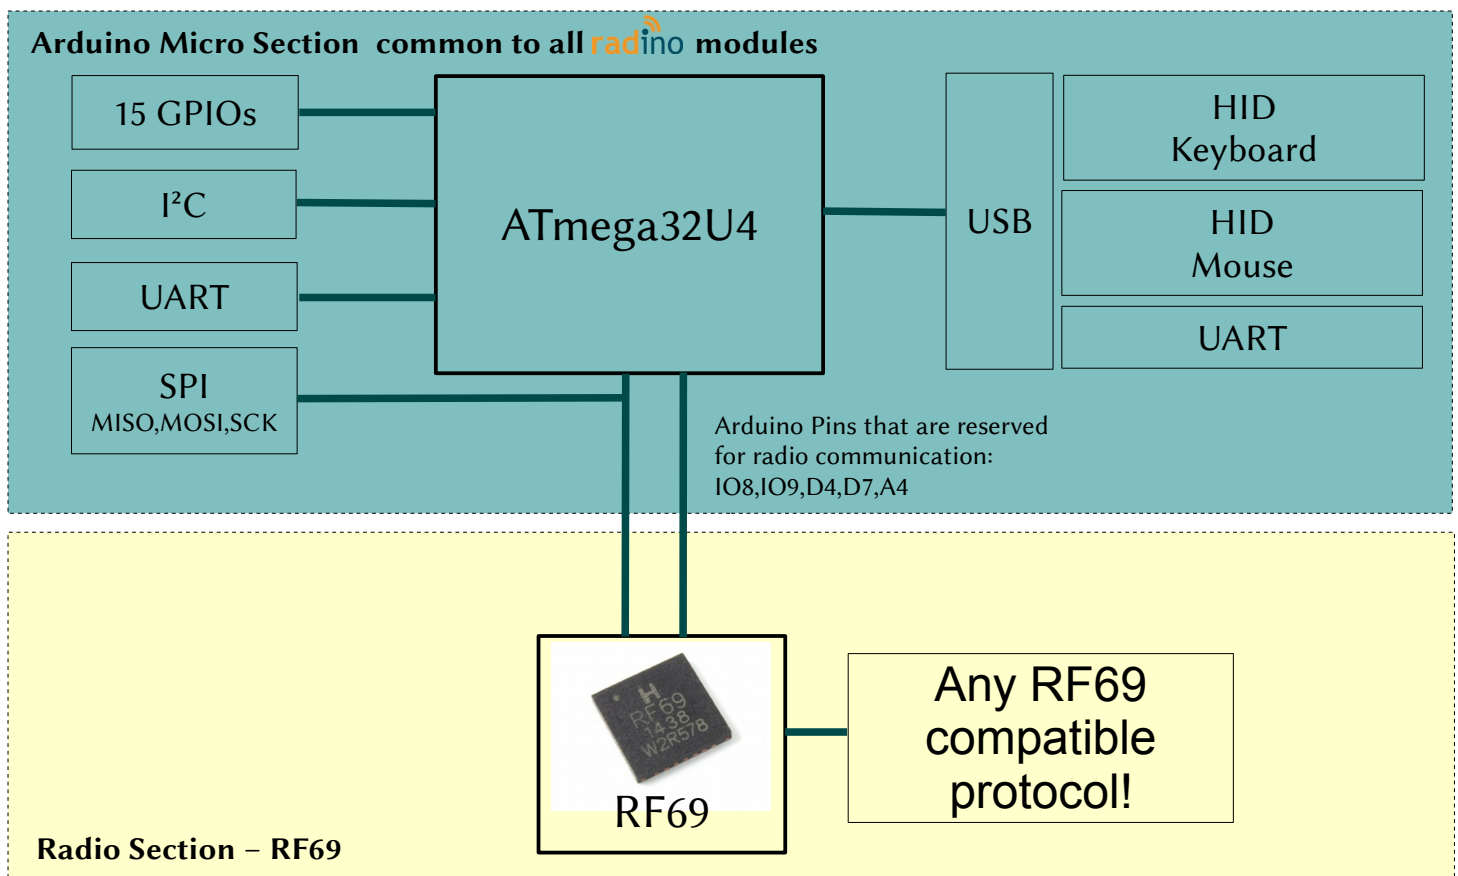 Arduino Micro Section common to all radino modules
15 GPIOs
I²C
UART
SPI
MISO,MOSI,SCK
ATmega32U4
USB
HID
Keyboard
HID
Mouse
UART
Arduino Pins that are reserved
for radio communication:
IO8,IO9,D4,D7,A4
H
RF69
1438
W2R578
RF69
Any RF69
compatible
protocol!
Radio Section – RF69